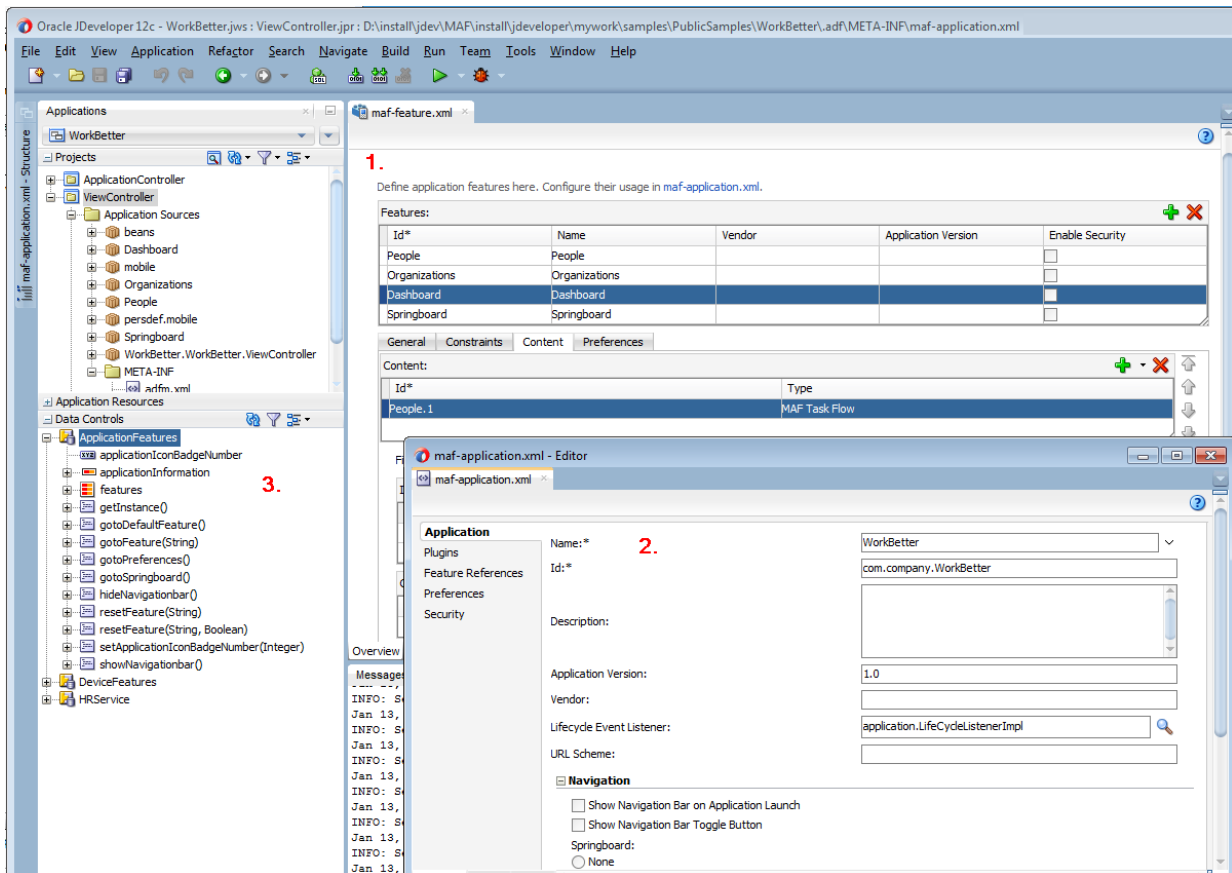 Oracle JDeveloper 12c - WorkBetter.jws : ViewController.jpr : D:\install\jdev\MAF\install\jdeveloper\mywork\samples\PublicSamples\WorkBetter\.adf\META-INF\maf-application.xml
File Edit View Application Refactor Search Navigate Build Run Team Tools Window Help
maf-application.xml - Structure
Applications
WorkBetter
Projects
ApplicationController
ViewController
Application Sources
beans
Dashboard
mobile
Organizations
People
persdef.mobile
Springboard
WorkBetter.WorkBetter.ViewController
META-INF
adfm.xml
Application Resources
Data Controls
ApplicationFeatures
applicationIconBadgeNumber
applicationInformation
features
3.
getInstance()
gotoDefaultFeature()
gotoFeature(String)
gotoPreferences()
gotoSpringboard()
hideNavigationbar()
resetFeature(String)
resetFeature(String, Boolean)
setApplicationIconBadgeNumber(Integer)
showNavigationbar()
DeviceFeatures
HRService
maf-feature.xml
1.
Define application features here. Configure their usage in maf-application.xml.
Features:
Id* Name Vendor Application Version Enable Security
People People
Organizations Organizations
Dashboard Dashboard
Springboard Springboard
General Constraints Content Preferences
Content:
Id* Type
People.1 MAF Task Flow
Overview
Messages
INFO:
Jan 13,
INFO:
Jan 13,
INFO:
Jan 13,
INFO:
Jan 13,
INFO:
Jan 13,
INFO:
Jan 13,
maf-application.xml - Editor
maf-application.xml
Application
Plugins
Feature References
Preferences
Security
2.
Name:* WorkBetter
Id:* com.company.WorkBetter
Description:
Application Version: 1.0
Vendor:
Lifecycle Event Listener: application.LifeCycleListenerImpl
URL Scheme:
Navigation
Show Navigation Bar on Application Launch
Show Navigation Bar Toggle Button
Springboard:
None